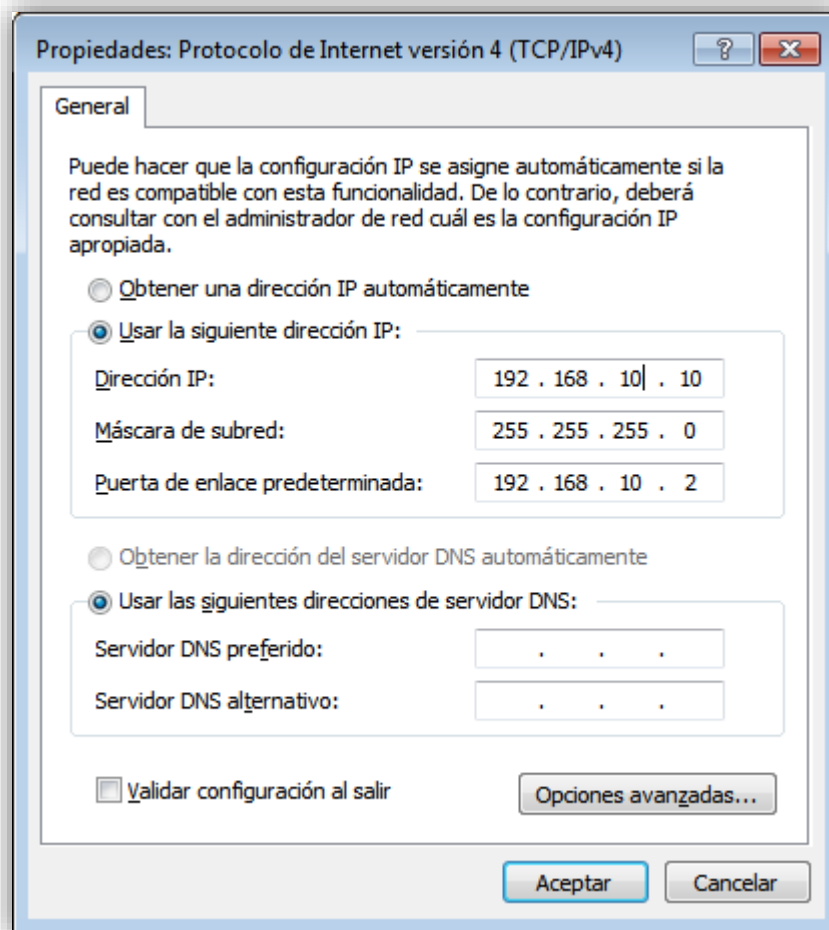 Propiedades: Protocolo de Internet versión 4 (TCP/IPv4)
?
General
Puede hacer que la configuración IP se asigne automáticamente si la
red es compatible con esta funcionalidad. De lo contrario, deberá
consultar con el administrador de red cuál es la configuración IP
apropiada.
Obtener una dirección IP automáticamente
Usar la siguiente dirección IP:
Dirección IP: 192 . 168 . 10 . 10
Máscara de subred: 255 . 255 . 255 . 0
Puerta de enlace predeterminada: 192 . 168 . 10 . 2
Obtener la dirección del servidor DNS automáticamente
Usar las siguientes direcciones de servidor DNS:
Servidor DNS preferido: . . .
Servidor DNS alternativo: . . .
Validar configuración al salir Opciones avanzadas...
Aceptar Cancelar